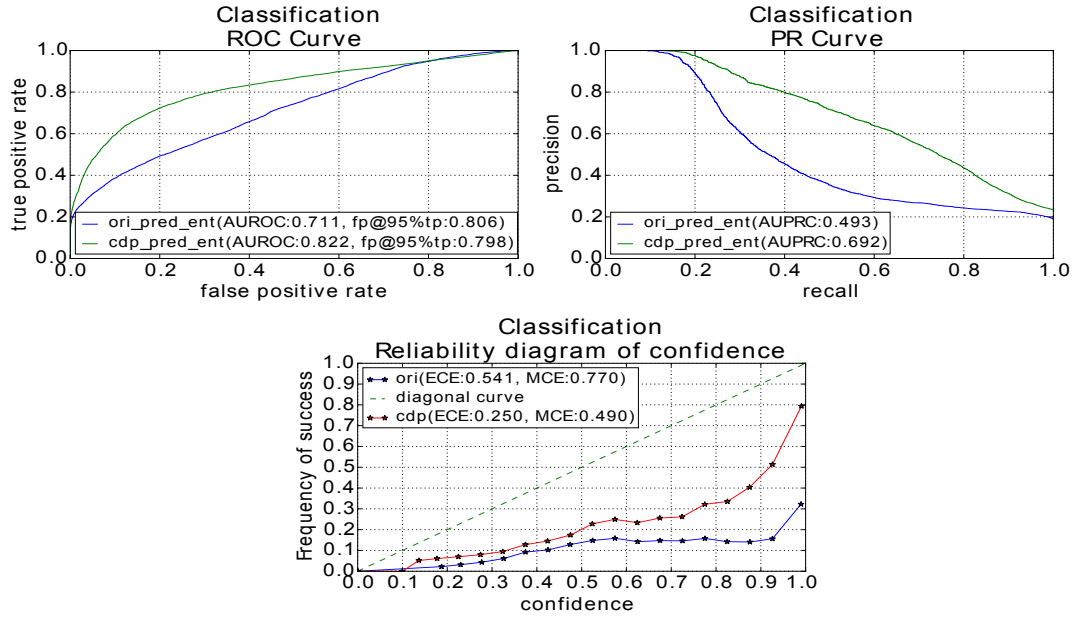 Classification
ROC Curve
true positive rate
1.0
0.8
0.6
0.4
0.2
0.0
ori_pred_ent(AUROC:0.711, fp@95%tp:0.806)
cdp_pred_ent(AUROC:0.822, fp@95%tp:0.798)
0.0 0.2 0.4 0.6 0.8 1.0
false positive rate
Classification
PR Curve
precision
1.0
0.8
0.6
0.4
0.2
0.0
ori_pred_ent(AUPRC:0.493)
cdp_pred_ent(AUPRC:0.692)
0.0 0.2 0.4 0.6 0.8 1.0
recall
Classification
Reliability diagram of confidence
Frequency of success
1.0
0.9
0.8
0.7
0.6
0.5
0.4
0.3
0.2
0.1
0.0
ori(ECE:0.541, MCE:0.770)
diagonal curve
cdp(ECE:0.250, MCE:0.490)
0.0 0.1 0.2 0.3 0.4 0.5 0.6 0.7 0.8 0.9 1.0
confidence